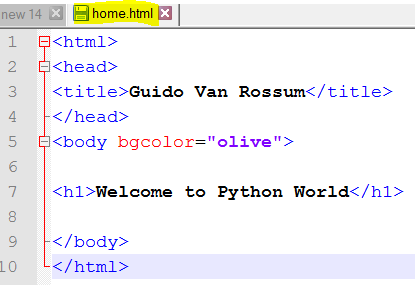 new 14 home.html
1 <html>
2 <head>
3 <title>Guido Van Rossum</title>
4 </head>
5 <body bgcolor="olive">
6
7 <h1>Welcome to Python World</h1>
8
9 </body>
10 </html>